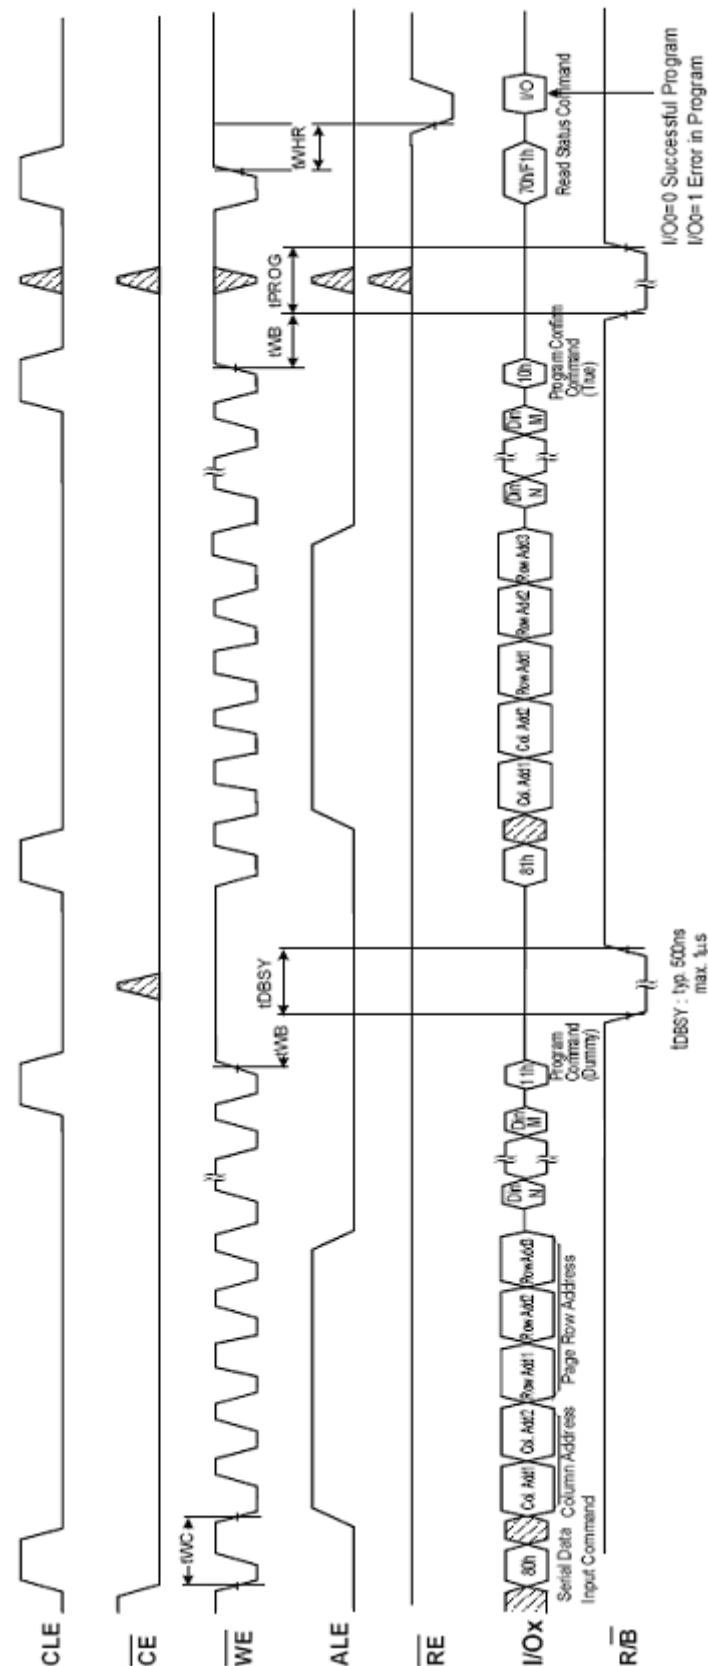 CLE
CE
WE
ALE
RE
I/Ox
R/B
tWC
tWB
tDBSY
tWB
tPROG
tWHR
80h
Col. Add1
Col. Add2
Row Add1
Row Add2
Row Add3
Din
N
Din
M
11h
81h
Col. Add1
Col. Add2
Row Add1
Row Add2
Row Add3
Din
N
Din
M
10h
70h/F1h
I/O
Serial Data
Input Command
Column Address
Page Row Address
Program
Command
(Dummy)
tDBSY : typ. 500ns
max. 1µs
Program Confirm
Command
(True)
Read Status Command
I/O0=0 Successful Program
I/O0=1 Error in Program